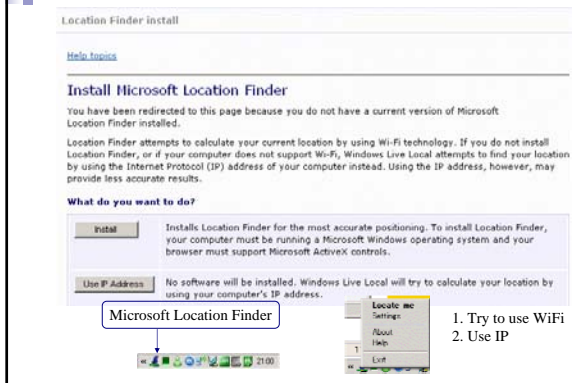 Location Finder install
Help topics
Install Microsoft Location Finder
You have been redirected to this page because you do not have a current version of Microsoft
Location Finder installed.
Location Finder attempts to calculate your current location by using Wi-Fi technology. If you do not install
Location Finder, or if your computer does not support Wi-Fi, Windows Live Local attempts to find your location
by using the Internet Protocol (IP) address of your computer instead. Using the IP address, however, may
provide less accurate results.
What do you want to do?
Install
Installs Location Finder for the most accurate positioning. To install Location Finder,
your computer must be running a Microsoft Windows operating system and your
browser must support Microsoft ActiveX controls.
Use IP Address
No software will be installed. Windows Live Local will try to calculate your location by
using your computer's IP address.
Microsoft Location Finder
21:00
Locate me
Settings
About
Help
Exit
1
1. Try to use WiFi
2. Use IP